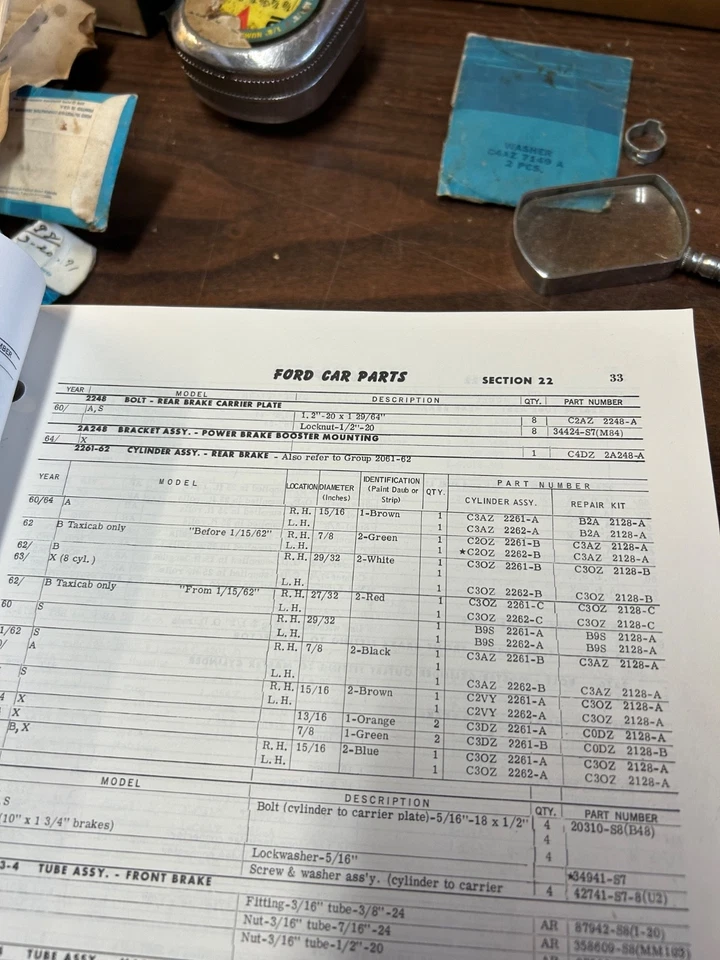 WASHER
C4AZ 7149 A
2 PCS.
FORD CAR PARTS SECTION 22 33
YEAR MODEL DESCRIPTION QTY. PART NUMBER
2248 BOLT - REAR BRAKE CARRIER PLATE
60/ A,S 1.2"-20 x 1 29/64" 8 C2AZ 2248-A
Locknut-1/2"-20 8 34424-S7(M84)
2A248 BRACKET ASSY. - POWER BRAKE BOOSTER MOUNTING
64/ X 1 C4DZ 2A248-A
2261-62 CYLINDER ASSY. - REAR BRAKE - Also refer to Group 2061-62
YEAR MODEL LOCATION DIAMETER (Inches) IDENTIFICATION (Paint Daub or Strip) QTY. PART NUMBER
CYLINDER ASSY. REPAIR KIT
60/64 A R.H. 15/16 1-Brown 1 C3AZ 2261-A B2A 2128-A
L.H. 1 C3AZ 2262-A B2A 2128-A
62 B Taxicab only "Before 1/15/62" R.H. 7/8 2-Green 1 C2OZ 2261-B C3AZ 2128-A
L.H. 1 ★C2OZ 2262-B C3AZ 2128-A
62/ B R.H. 29/32 2-White 1 C3OZ 2261-B C3OZ 2128-B
63/ X (8 cyl.)
L.H. 1 C3OZ 2262-B C3OZ 2128-B
62/ B Taxicab only "From 1/15/62" R.H. 27/32 2-Red 1 C3OZ 2261-C C3OZ 2128-C
L.H. 1 C3OZ 2262-C C3OZ 2128-C
60 S R.H. 29/32 1 B9S 2261-A B9S 2128-A
L.H. 1 B9S 2262-A B9S 2128-A
1/62 S R.H. 7/8 2-Black 1 C3AZ 2261-B C3AZ 2128-A
A
L.H. 1 C3AZ 2262-B C3AZ 2128-A
S R.H. 15/16 2-Brown 1 C2VY 2261-A C3OZ 2128-A
L.H. 1 C2VY 2262-A C3OZ 2128-A
4 X 13/16 1-Orange 2 C3DZ 2261-A C0DZ 2128-A
X 7/8 1-Green 2 C3DZ 2261-B C0DZ 2128-B
B,X R.H. 15/16 2-Blue 1 C3OZ 2261-A C3OZ 2128-A
L.H. 1 C3OZ 2262-A C3OZ 2128-A
MODEL DESCRIPTION QTY. PART NUMBER
S Bolt (cylinder to carrier plate)-5/16"-18 x 1/2" 4 20310-S8(B48)
(10" x 1 3/4" brakes) 4
Lockwasher-5/16" 4 ★34941-S7
Screw & washer ass'y. (cylinder to carrier 4 42741-S7-8(U2)
3-4 TUBE ASSY. - FRONT BRAKE
Fitting-3/16" tube-3/8"-24
Nut-3/16" tube-7/16"-24 AR 87942-S8(1-20)
Nut-3/16" tube-1/2"-20 AR 358609-S8(MM103)
TUBE ASSY.